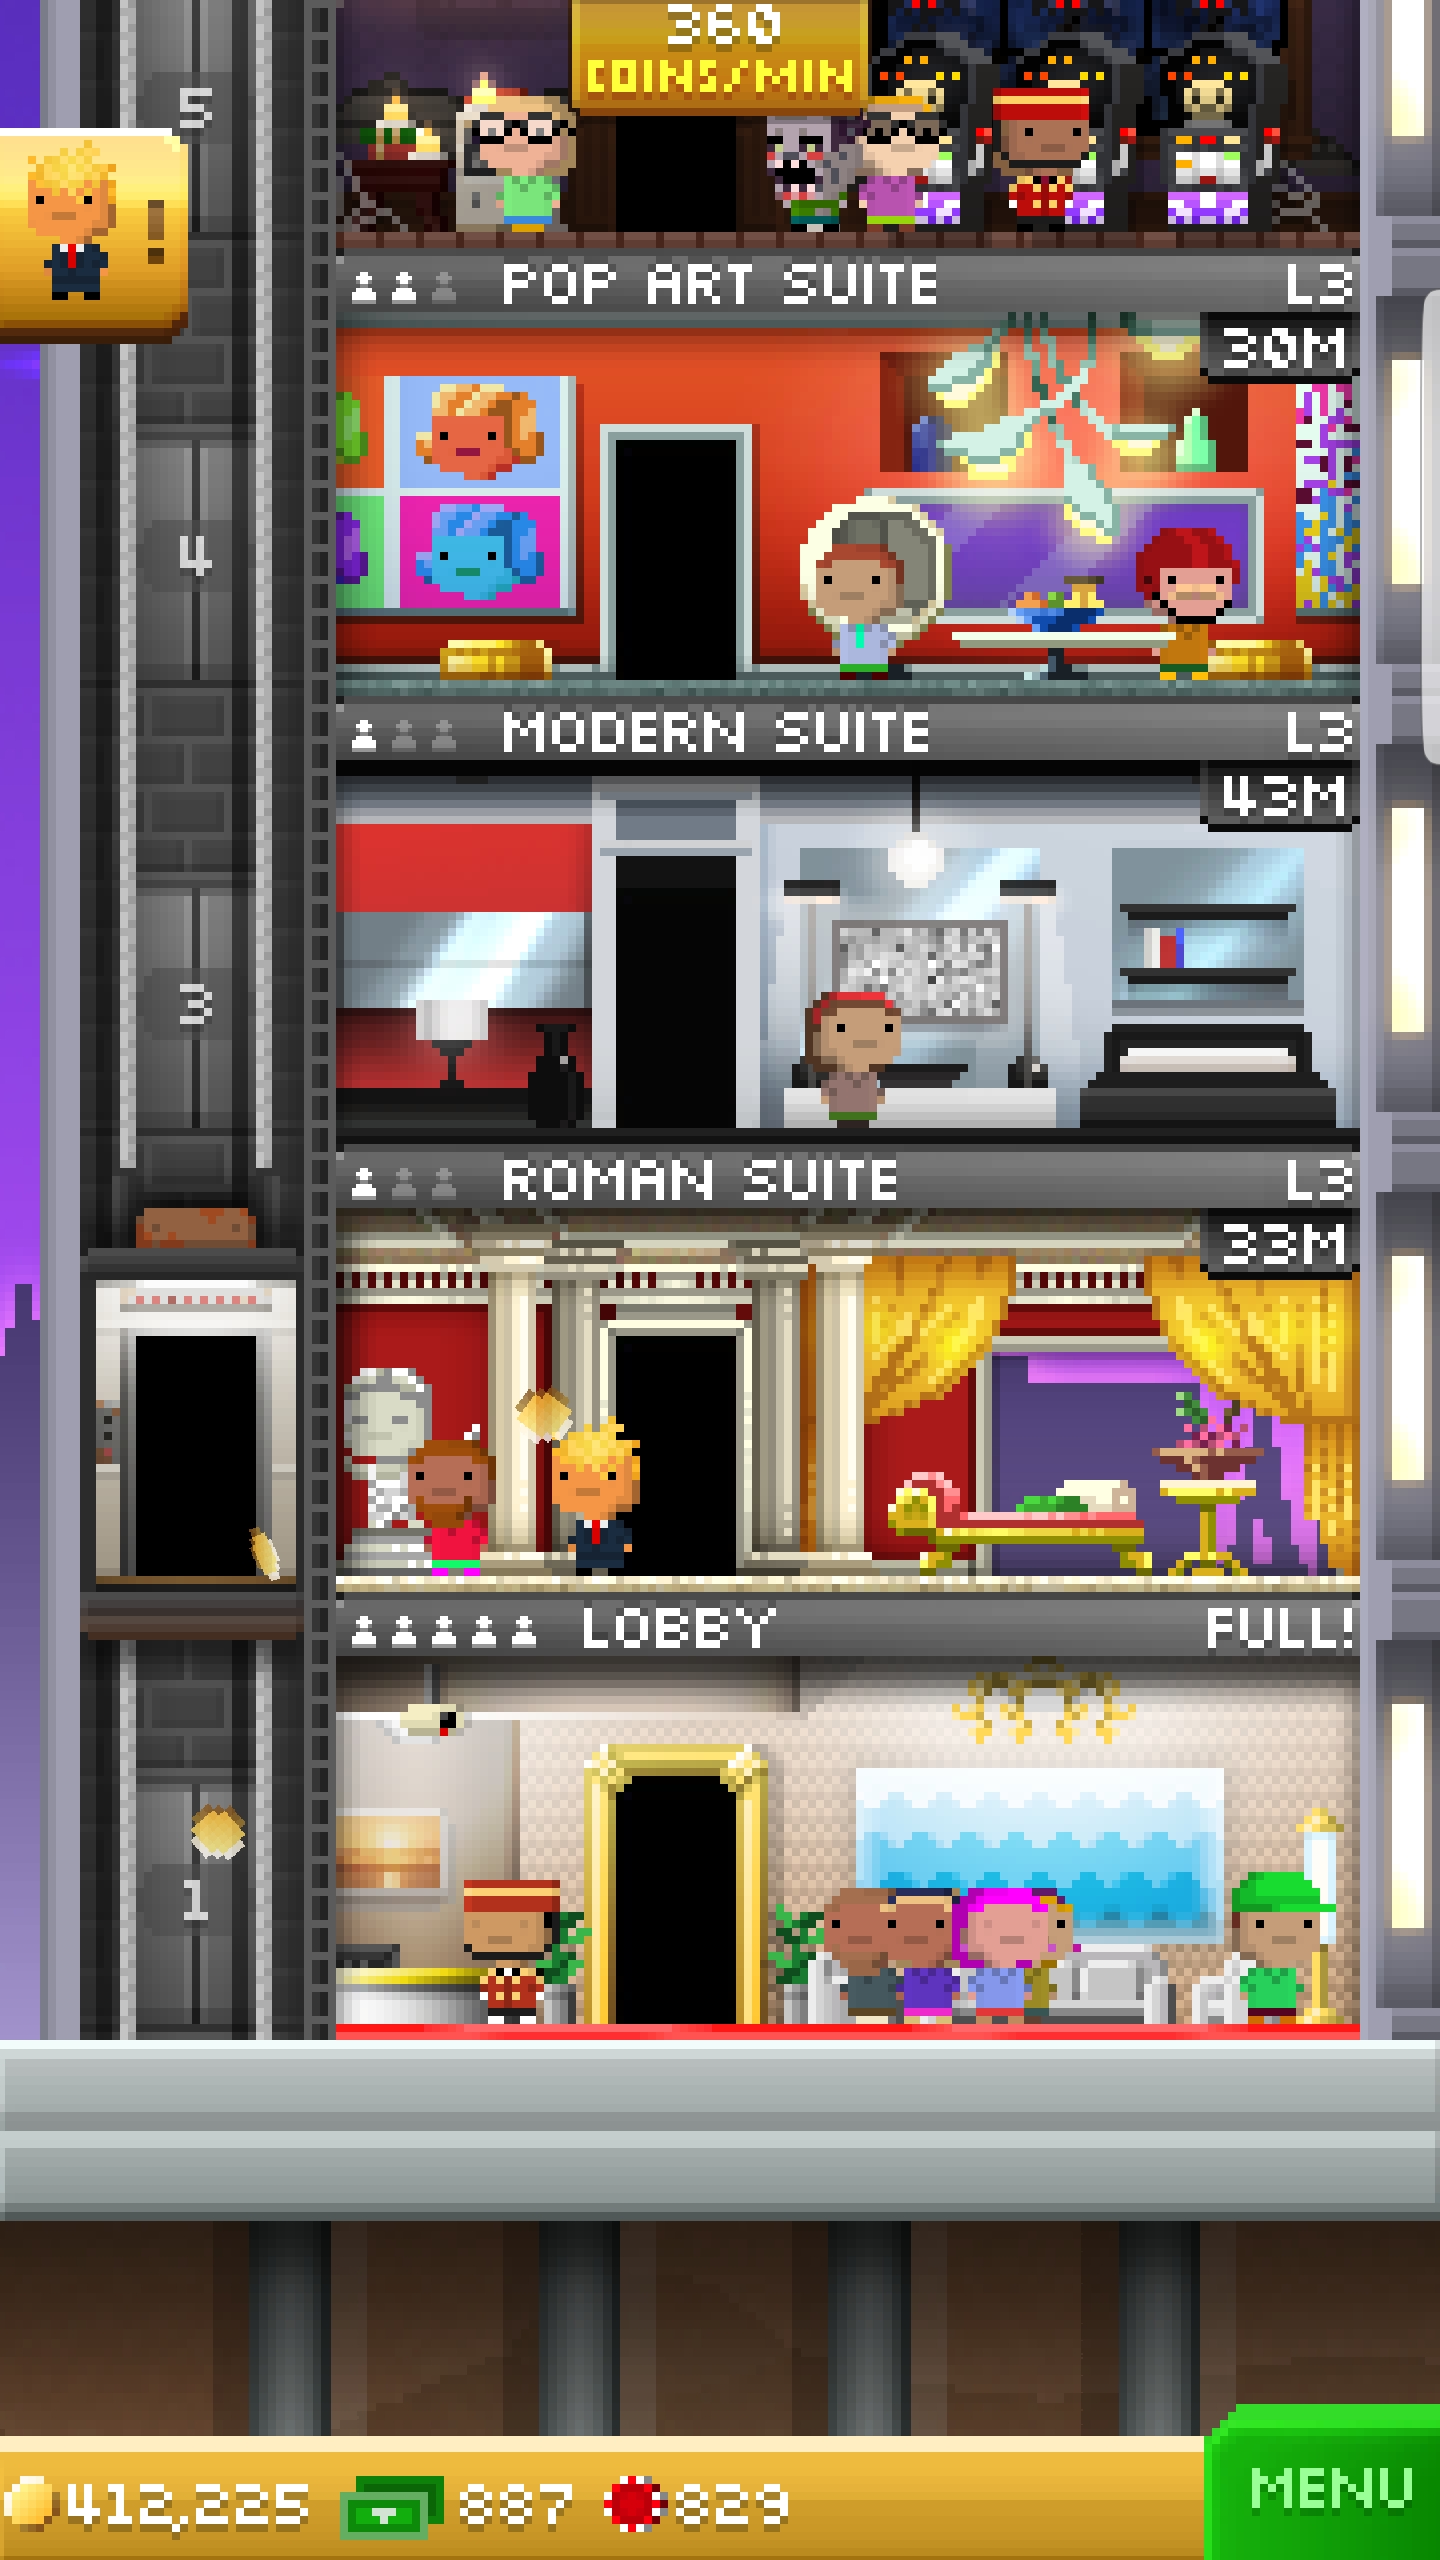 360
COINS/MIN
5
!
POP ART SUITE L3
30M
4
MODERN SUITE L3
43M
3
ROMAN SUITE L3
33M
LOBBY FULL!
1
412,225 887 829 MENU